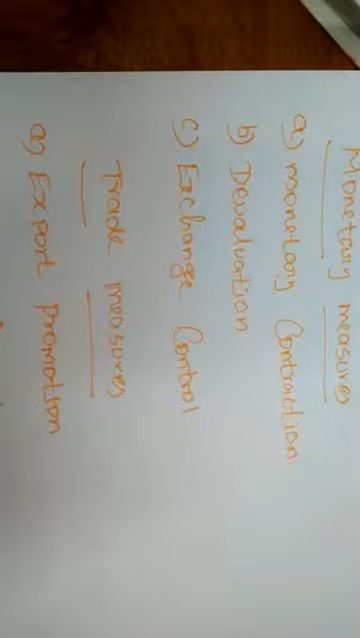 Monetary measures
a) monetary Contraction
b) Devaluation
c) Exchange Control
Trade measures
a) Export Promotion